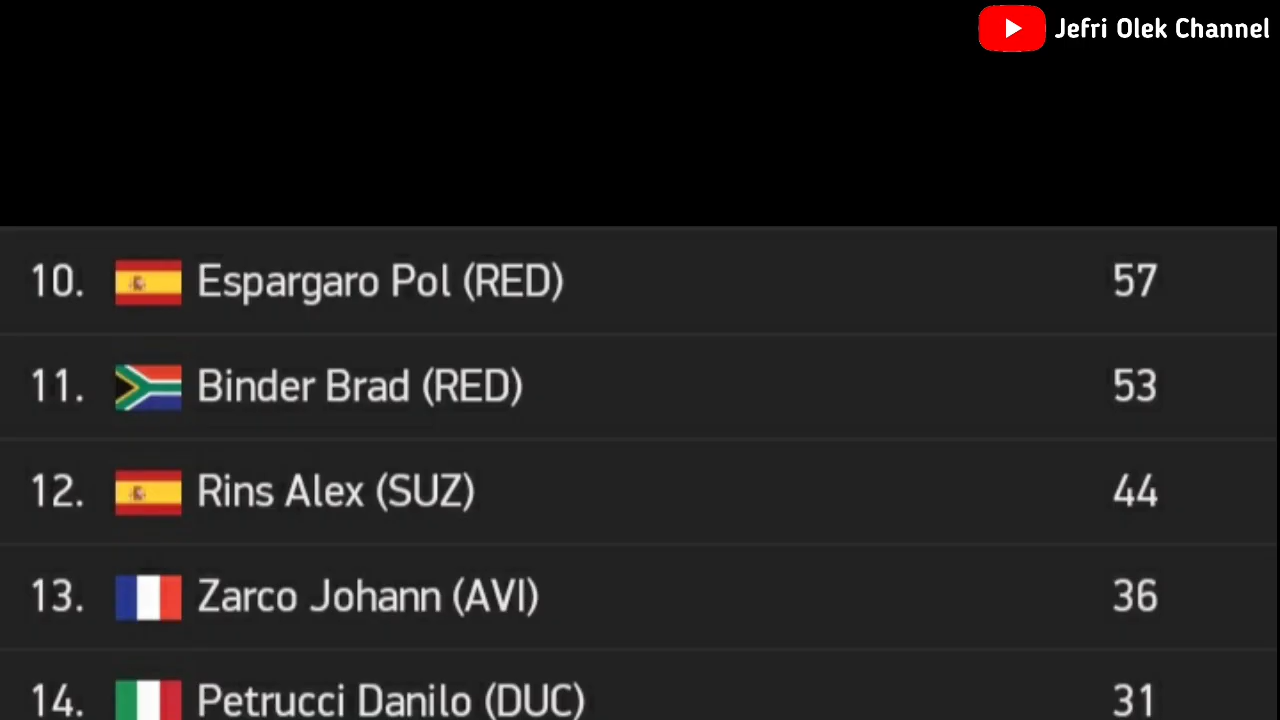 Jefri Olek Channel
10. Espargaro Pol (RED) 57
11. Binder Brad (RED) 53
12. Rins Alex (SUZ) 44
13. Zarco Johann (AVI) 36
14. Petrucci Danilo (DUC) 31